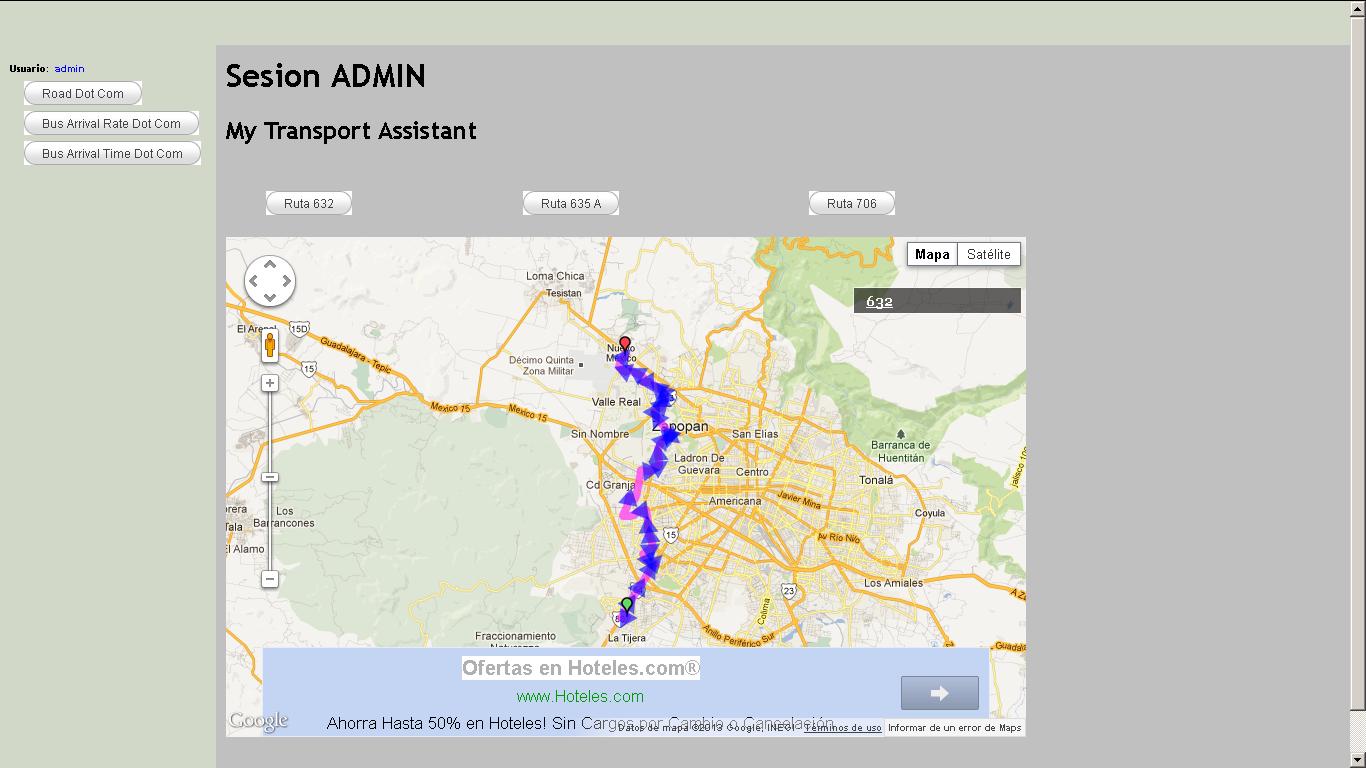 Usuario: admin
Road Dot Com
Bus Arrival Rate Dot Com
Bus Arrival Time Dot Com
Sesion ADMIN
My Transport Assistant
Ruta 632
Ruta 635 A
Ruta 706
Mapa
Satélite
632
Loma Chica
Tesistan
El Arenal
15D
Guadalajara - Tepic
15
Nuevo
México
Décimo Quinta
Zona Militar
Valle Real
Mexico 15
Mexico 15
Zapopan
Sin Nombre
San Elias
Barranca de
Huentitán
Ladron De
Guevara
Centro
Cd Granja
Americana
Javier Mina
Tonalá
Jalisco
Coyula
Los
Barrancones
Tala
El Alamo
15
Av Río Nilo
Los Amiales
23
Colima
Anillo Periférico Sur
La Tijera
Fraccionamiento
Guadala
Ofertas en Hoteles.com®
www.Hoteles.com
Ahorra Hasta 50% en Hoteles! Sin Cargos por Cambio o Cancelación
Google
Datos de mapa ©2013 Google, INEGI - Términos de uso
Informar de un error de Maps